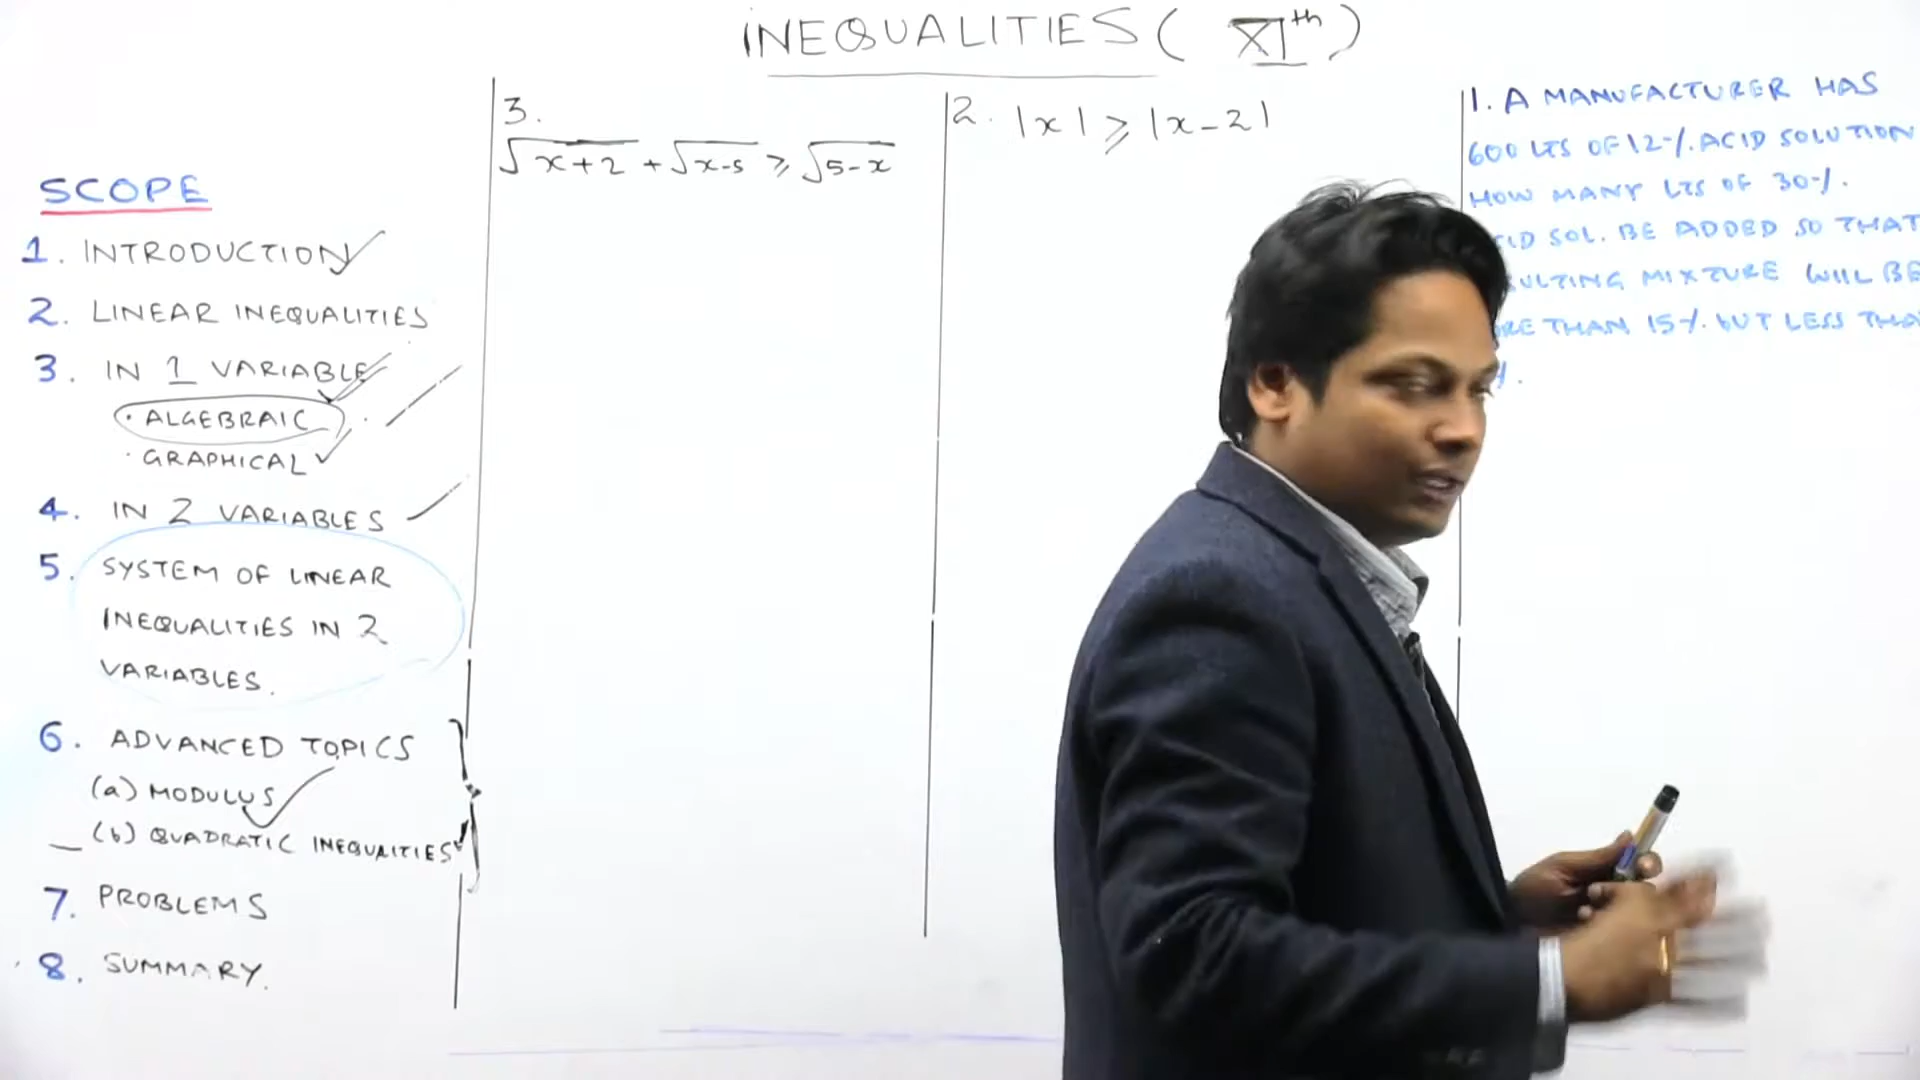 INEQUALITIES ( XIth )
SCOPE
1. INTRODUCTION
2. LINEAR INEQUALITIES
3. IN 1 VARIABLE
· ALGEBRAIC
· GRAPHICAL
4. IN 2 VARIABLES
5. SYSTEM OF LINEAR
INEQUALITIES IN 2
VARIABLES.
6. ADVANCED TOPICS
(a) MODULUS
(b) QUADRATIC INEQUALITIES
7. PROBLEMS
8. SUMMARY.
3.
√x+2 + √x-5 ⩾ √5-x
2. |x| ⩾ |x-2|
1. A MANUFACTURER HAS
600 LTS OF 12% ACID SOLUTION
HOW MANY LTS OF 30%
SOL. BE ADDED SO THAT
MIXTURE WILL BE
THAN 15% BUT LESS